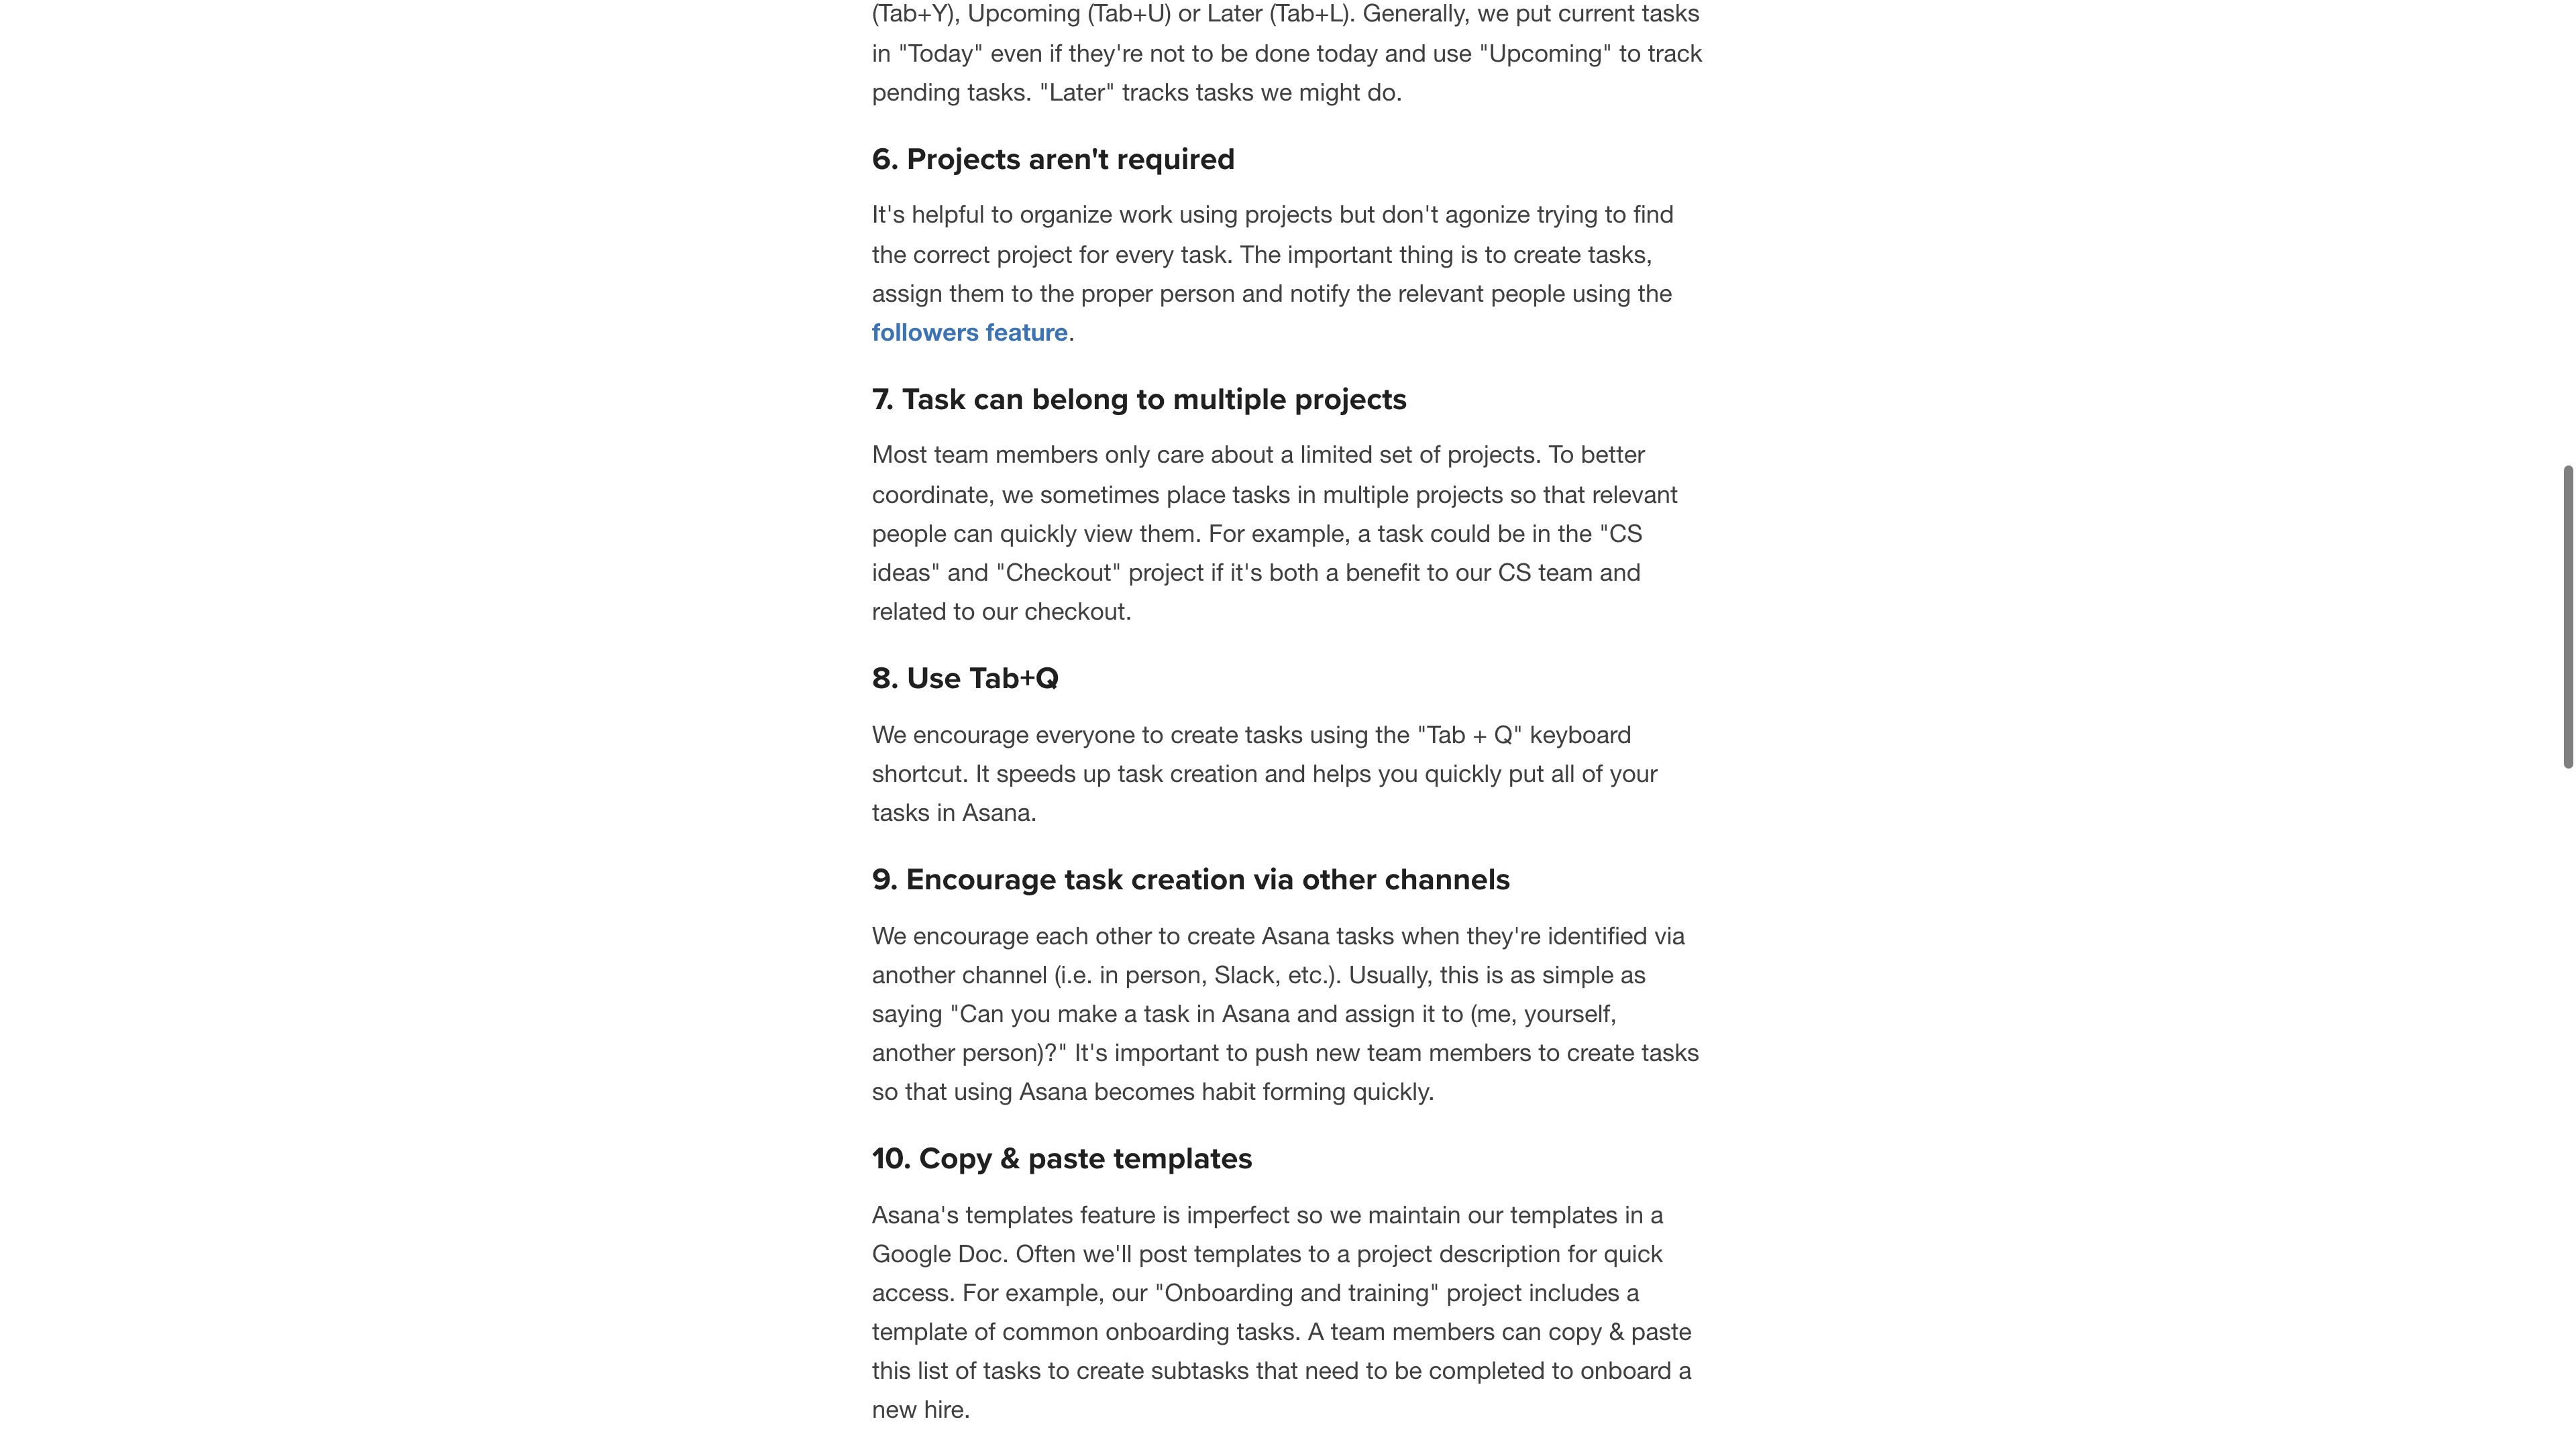 (Tab+Y), Upcoming (Tab+U) or Later (Tab+L). Generally, we put current tasks
in "Today" even if they're not to be done today and use "Upcoming" to track
pending tasks. "Later" tracks tasks we might do.
6. Projects aren't required
It's helpful to organize work using projects but don't agonize trying to find
the correct project for every task. The important thing is to create tasks,
assign them to the proper person and notify the relevant people using the
followers feature.
7. Task can belong to multiple projects
Most team members only care about a limited set of projects. To better
coordinate, we sometimes place tasks in multiple projects so that relevant
people can quickly view them. For example, a task could be in the "CS
ideas" and "Checkout" project if it's both a benefit to our CS team and
related to our checkout.
8. Use Tab+Q
We encourage everyone to create tasks using the "Tab + Q" keyboard
shortcut. It speeds up task creation and helps you quickly put all of your
tasks in Asana.
9. Encourage task creation via other channels
We encourage each other to create Asana tasks when they're identified via
another channel (i.e. in person, Slack, etc.). Usually, this is as simple as
saying "Can you make a task in Asana and assign it to (me, yourself,
another person)?" It's important to push new team members to create tasks
so that using Asana becomes habit forming quickly.
10. Copy & paste templates
Asana's templates feature is imperfect so we maintain our templates in a
Google Doc. Often we'll post templates to a project description for quick
access. For example, our "Onboarding and training" project includes a
template of common onboarding tasks. A team members can copy & paste
this list of tasks to create subtasks that need to be completed to onboard a
new hire.